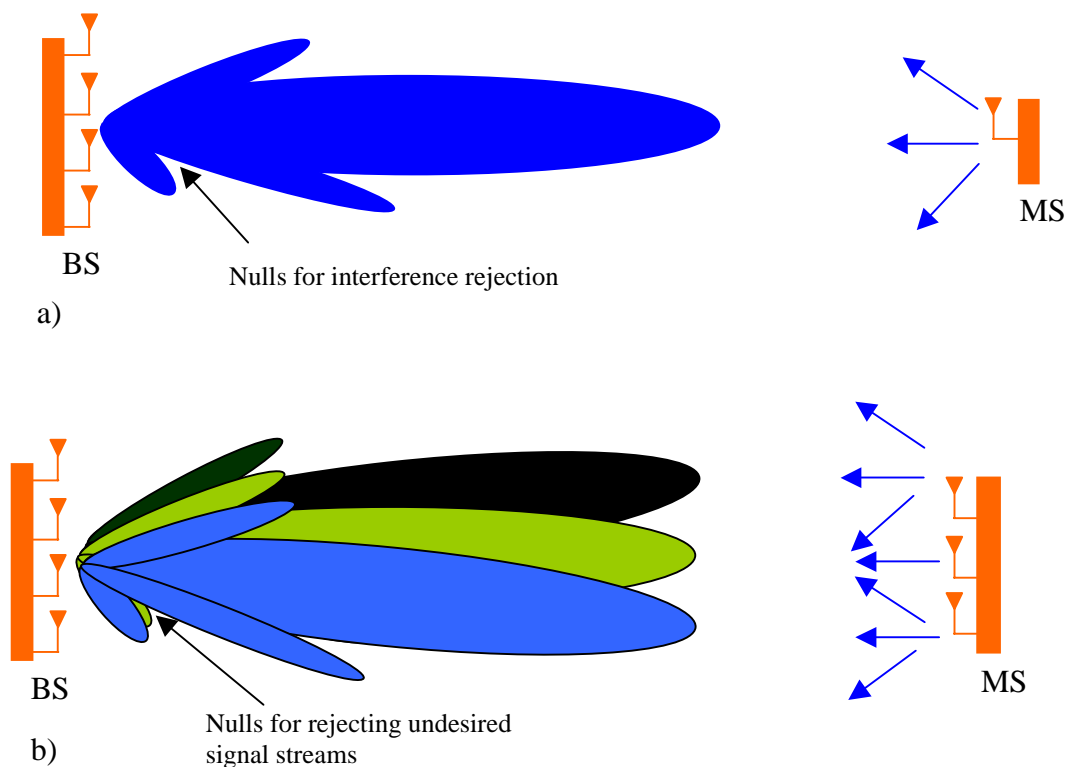 BS
MS
Nulls for interference rejection
a)
BS
MS
Nulls for rejecting undesired
signal streams
b)